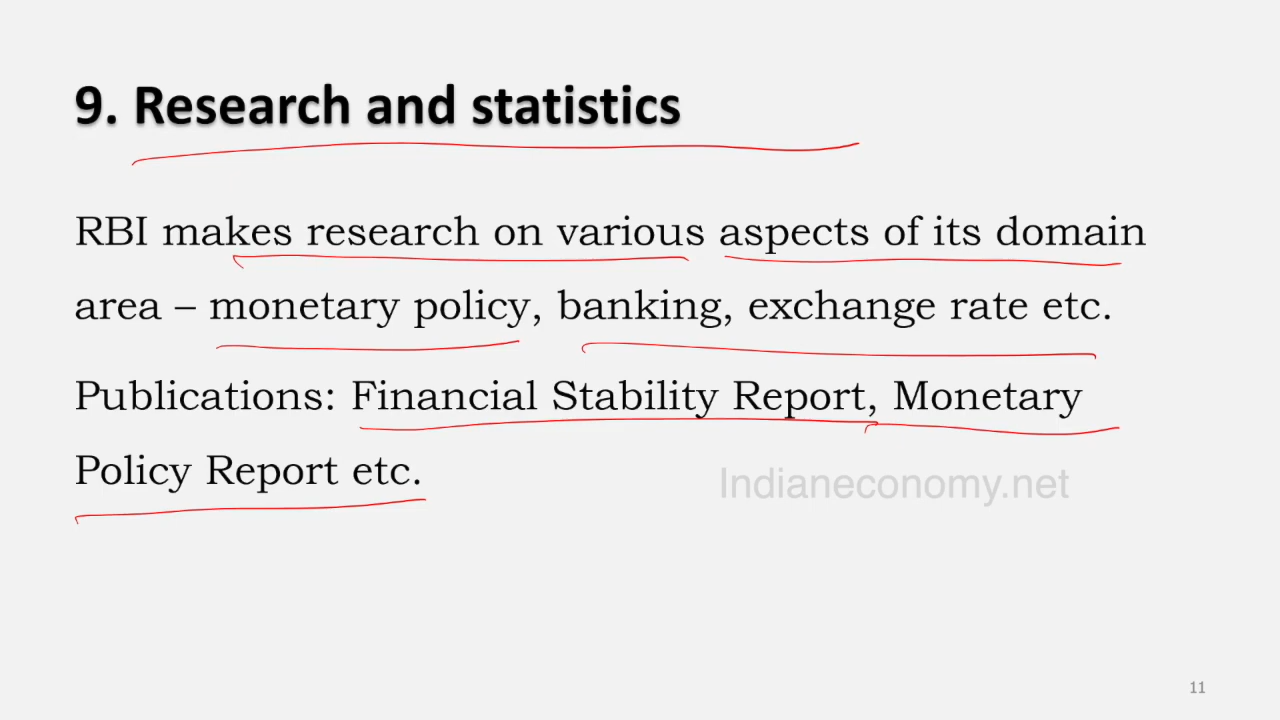 9. Research and statistics
RBI makes research on various aspects of its domain
area – monetary policy, banking, exchange rate etc.
Publications: Financial Stability Report, Monetary
Policy Report etc.
Indianeconomy.net
11